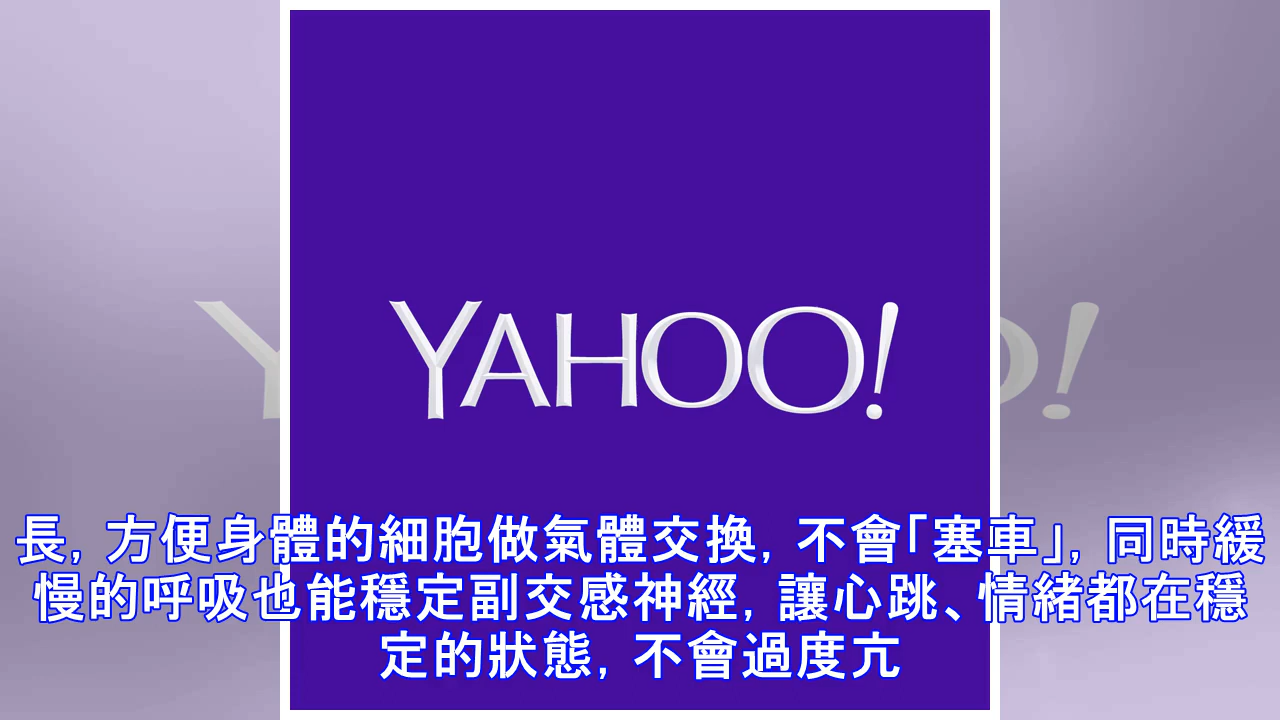 YAHOO!
長, 方便身體的細胞做氣體交換, 不會「塞車」, 同時緩
慢的呼吸也能穩定副交感神經, 讓心跳、情緒都在穩
定的狀態, 不會過度亢